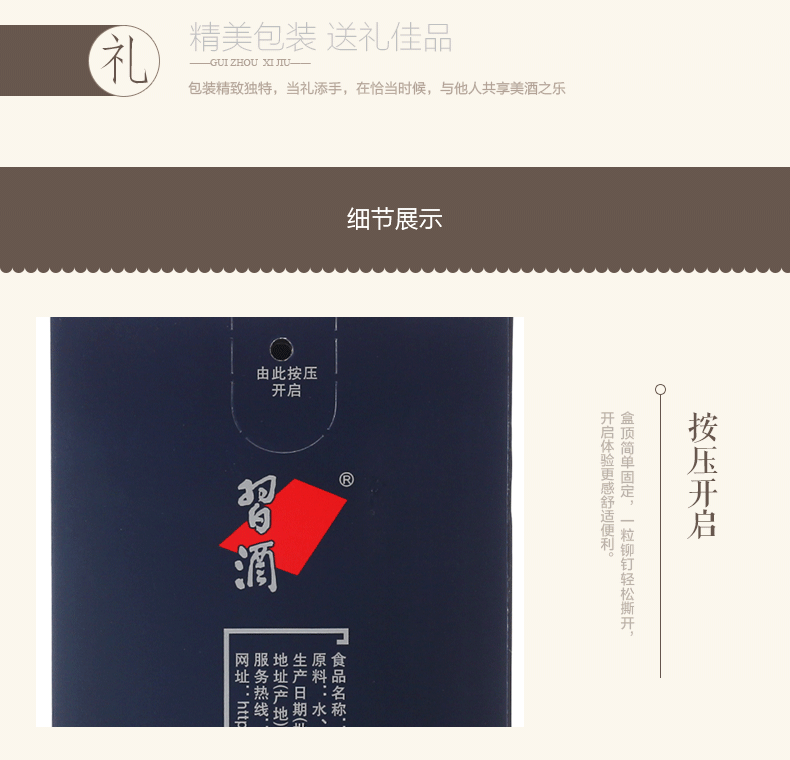 礼
精美包装 送礼佳品
——GUI ZHOU XI JIU——
包装精致独特，当礼添手，在恰当时候，与他人共享美酒之乐
细节展示
由此按压
开启
習酒®
食品名称：
原料：水、
生产日期(
地址(产地)
服务热线：
网址：http
按压开启
盒顶简单固定，一粒铆钉轻松撕开，
开启体验更感舒适便利。